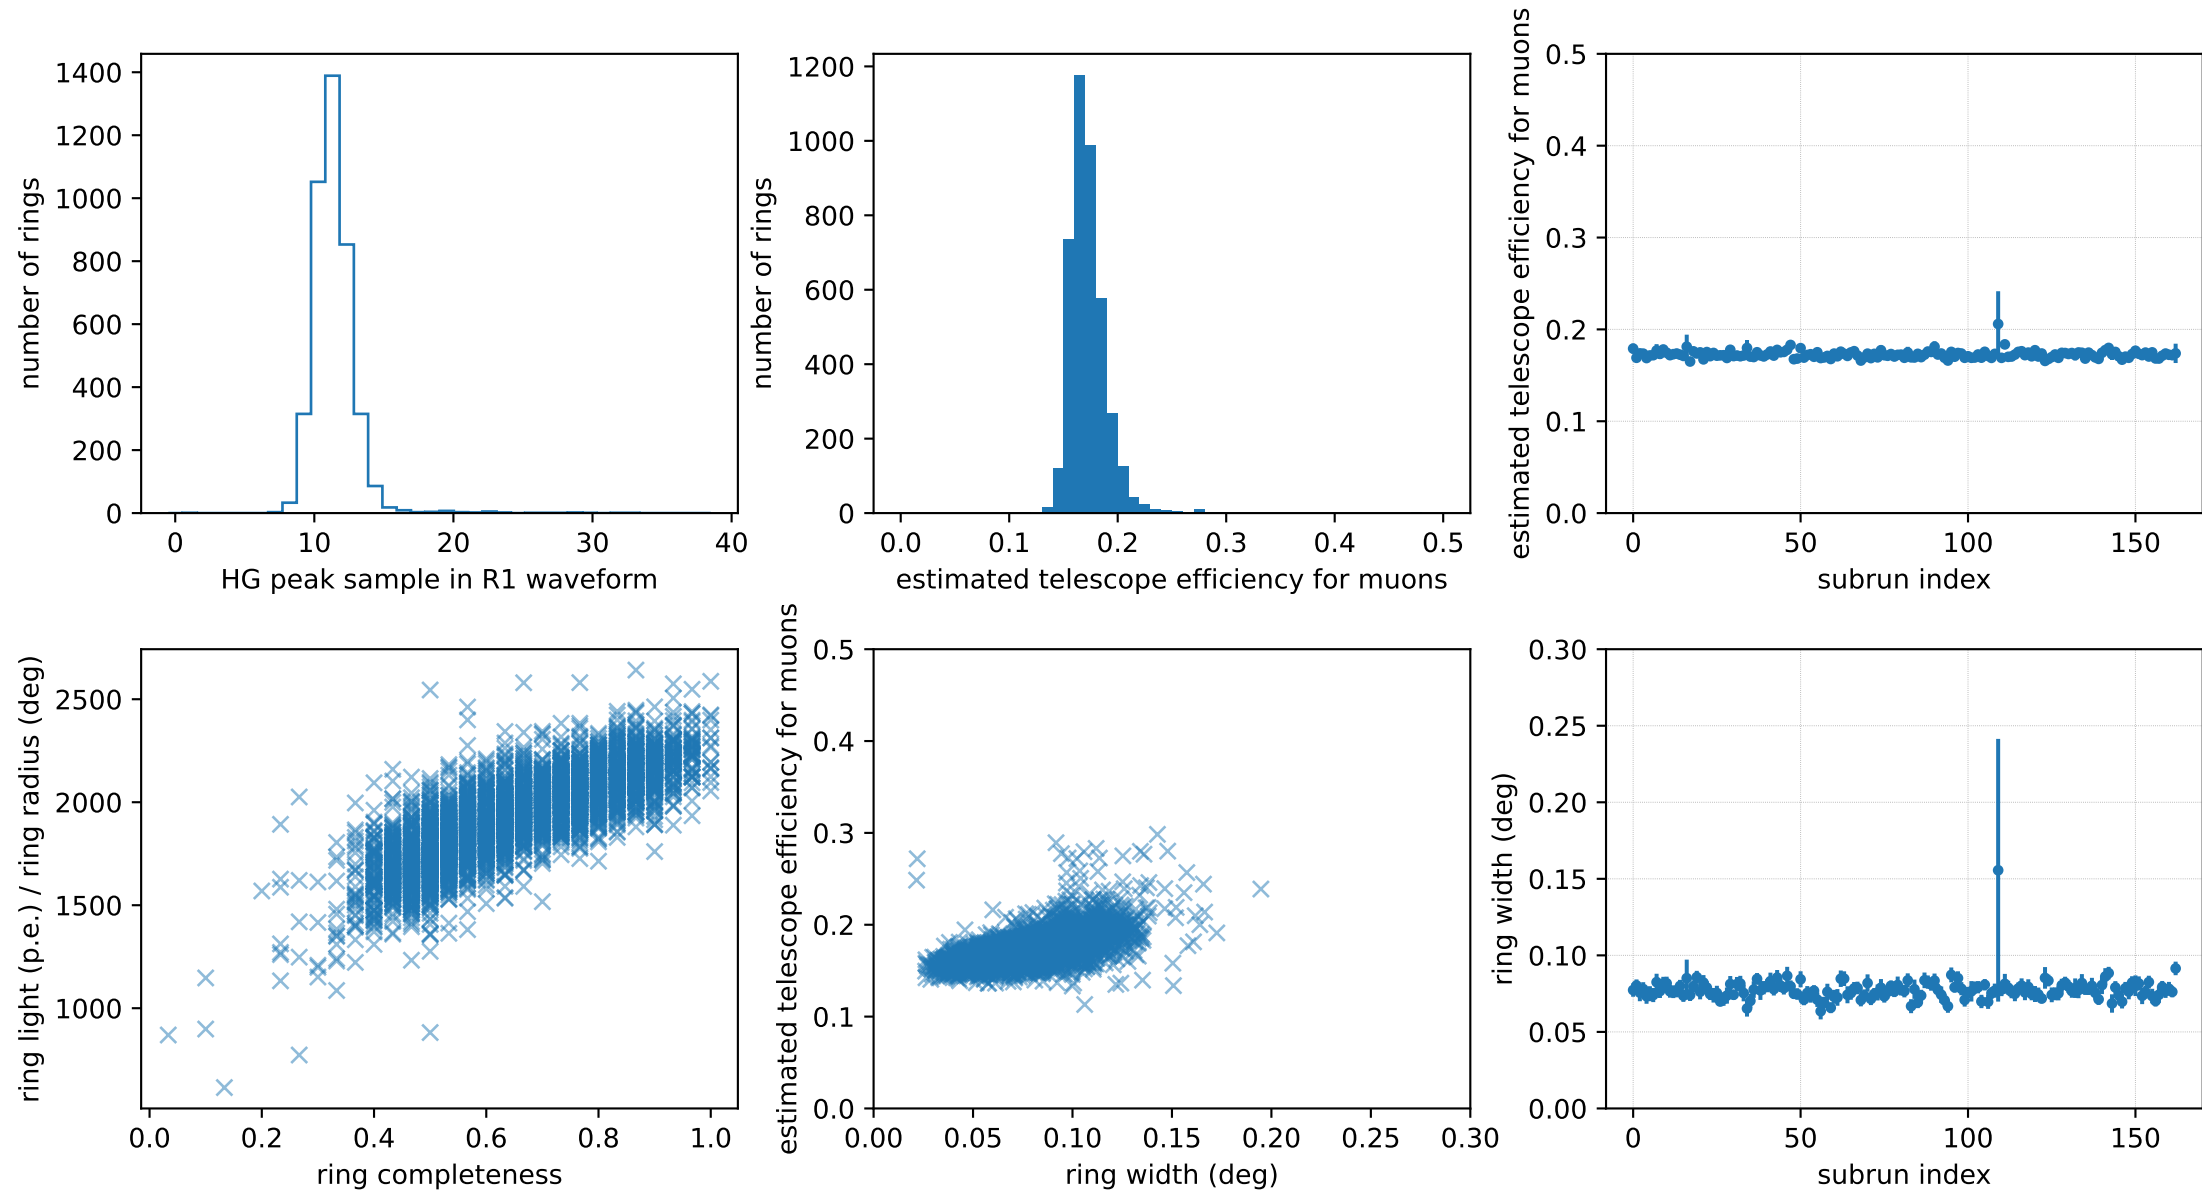 number of rings
1400
1200
1000
800
600
400
200
0
0 10 20 30 40
HG peak sample in R1 waveform
number of rings
1200
1000
800
600
400
200
0
0.0 0.1 0.2 0.3 0.4 0.5
estimated telescope efficiency for muons
estimated telescope efficiency for muons
0.5
0.4
0.3
0.2
0.1
0.0
0 50 100 150
subrun index
ring light (p.e.) / ring radius (deg)
2500
2000
1500
1000
0.0 0.2 0.4 0.6 0.8 1.0
ring completeness
estimated telescope efficiency for muons
0.5
0.4
0.3
0.2
0.1
0.0
0.00 0.05 0.10 0.15 0.20 0.25 0.30
ring width (deg)
ring width (deg)
0.30
0.25
0.20
0.15
0.10
0.05
0.00
0 50 100 150
subrun index